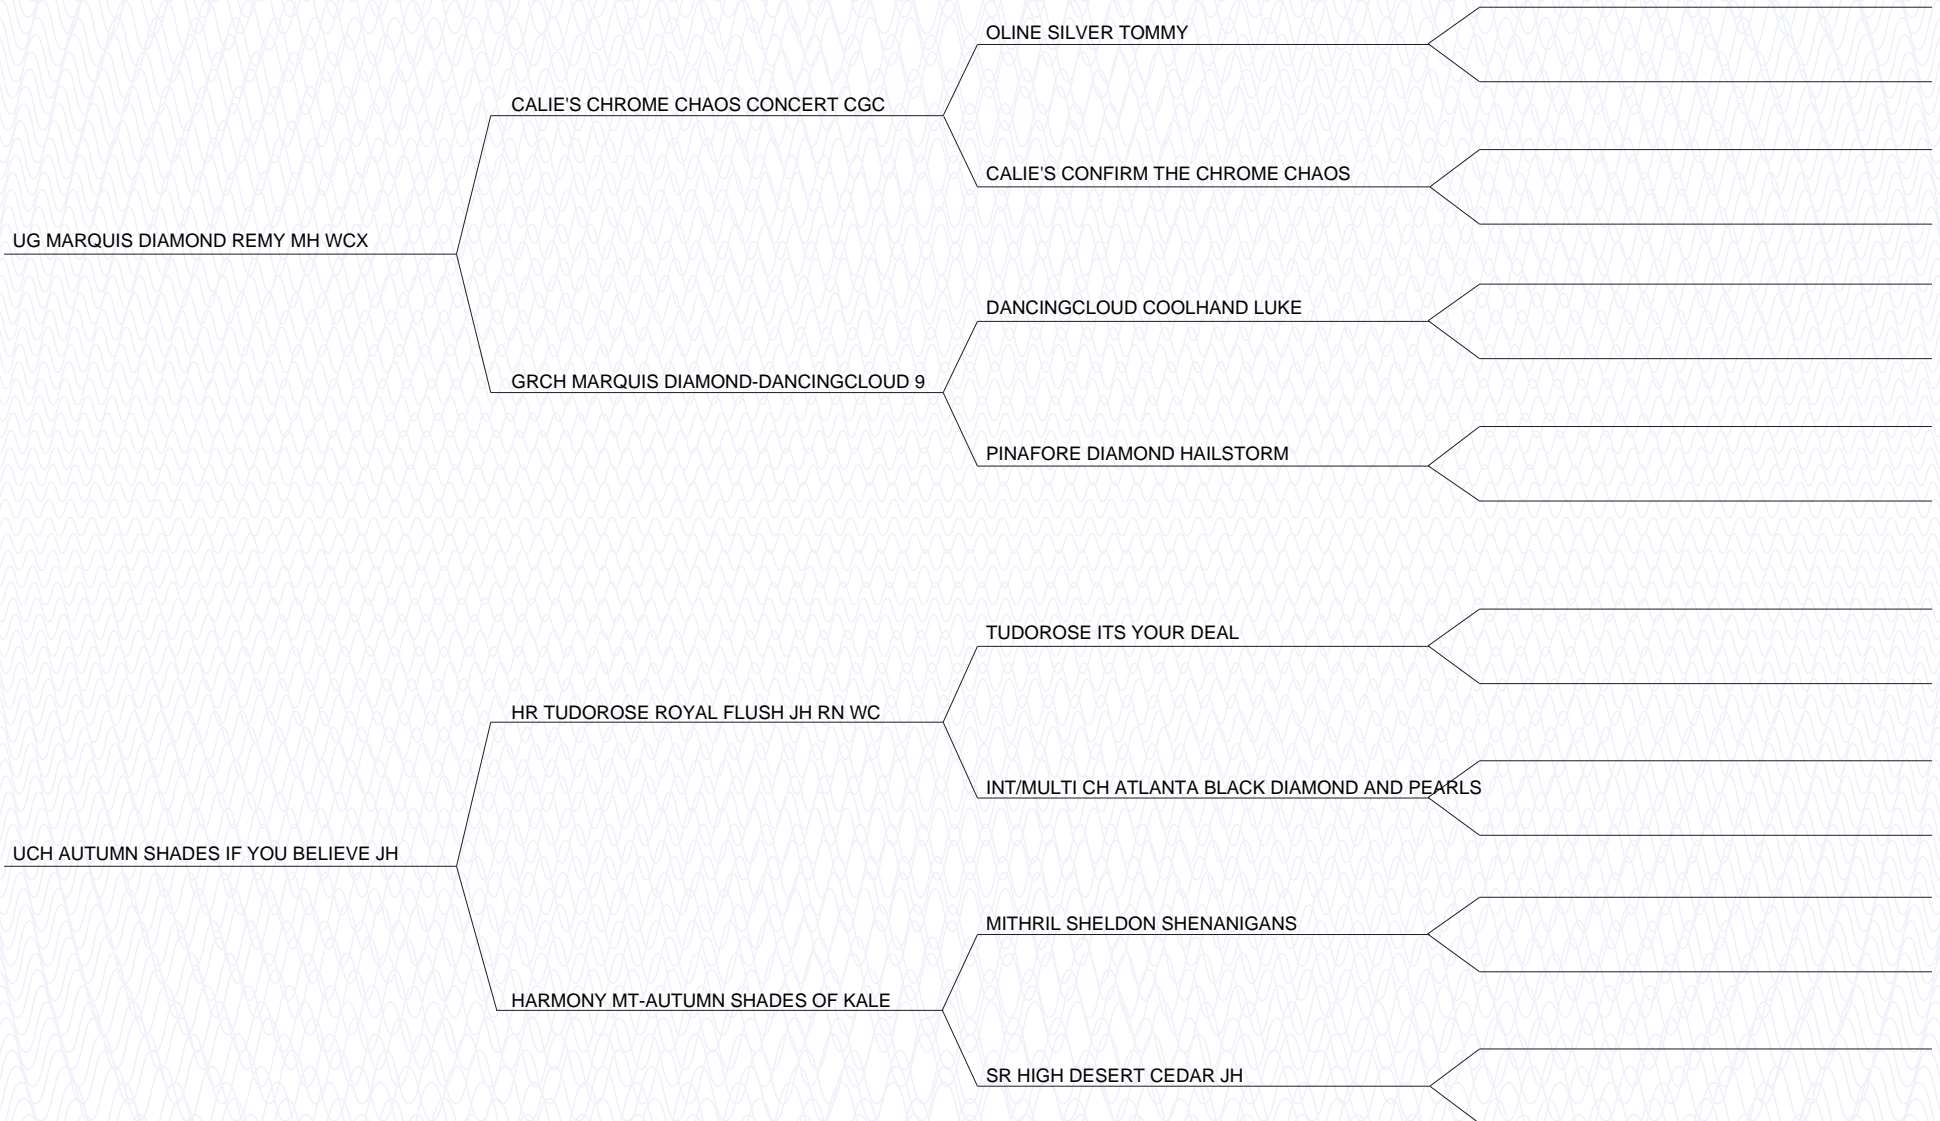 OLINE SILVER TOMMY
CALIE'S CHROME CHAOS CONCERT CGC
CALIE'S CONFIRM THE CHROME CHAOS
UG MARQUIS DIAMOND REMY MH WCX
DANCINGCLOUD COOLHAND LUKE
GRCH MARQUIS DIAMOND-DANCINGCLOUD 9
PINAFORE DIAMOND HAILSTORM
TUDOROSE ITS YOUR DEAL
HR TUDOROSE ROYAL FLUSH JH RN WC
INT/MULTI CH ATLANTA BLACK DIAMOND AND PEARLS
UCH AUTUMN SHADES IF YOU BELIEVE JH
MITHRIL SHELDON SHENANIGANS
HARMONY MT-AUTUMN SHADES OF KALE
SR HIGH DESERT CEDAR JH